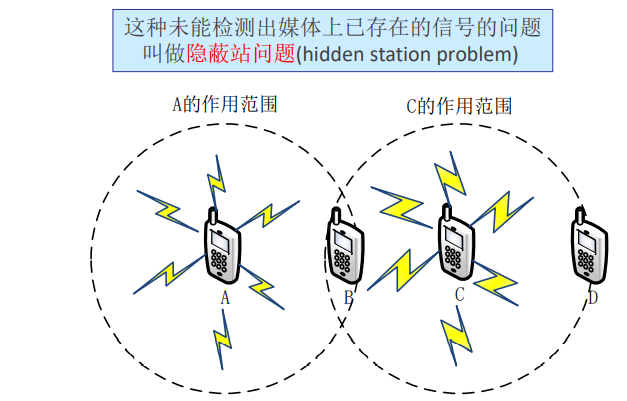 这种未能检测出媒体上已存在的信号的问题
叫做隐蔽站问题(hidden station problem)
A的作用范围
C的作用范围
A
B
C
D